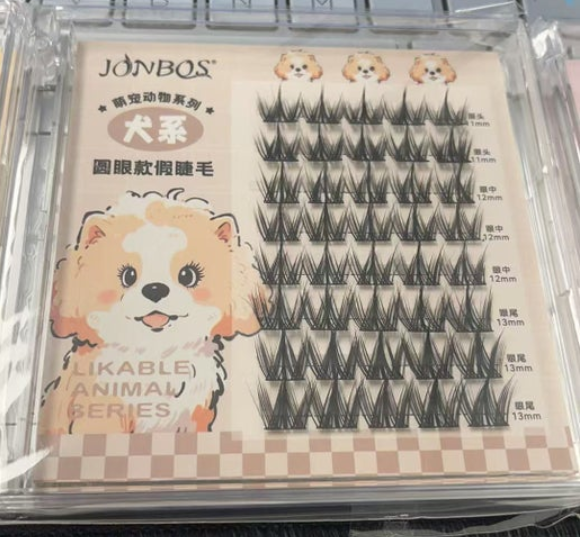 JONBOS®
★ 萌宠动物系列 ★
犬系
圆眼款假睫毛
LIKABLE
ANIMAL
SERIES
眼头
11mm
眼头
11mm
眼中
12mm
眼中
12mm
眼中
12mm
眼尾
13mm
眼尾
13mm
眼尾
13mm